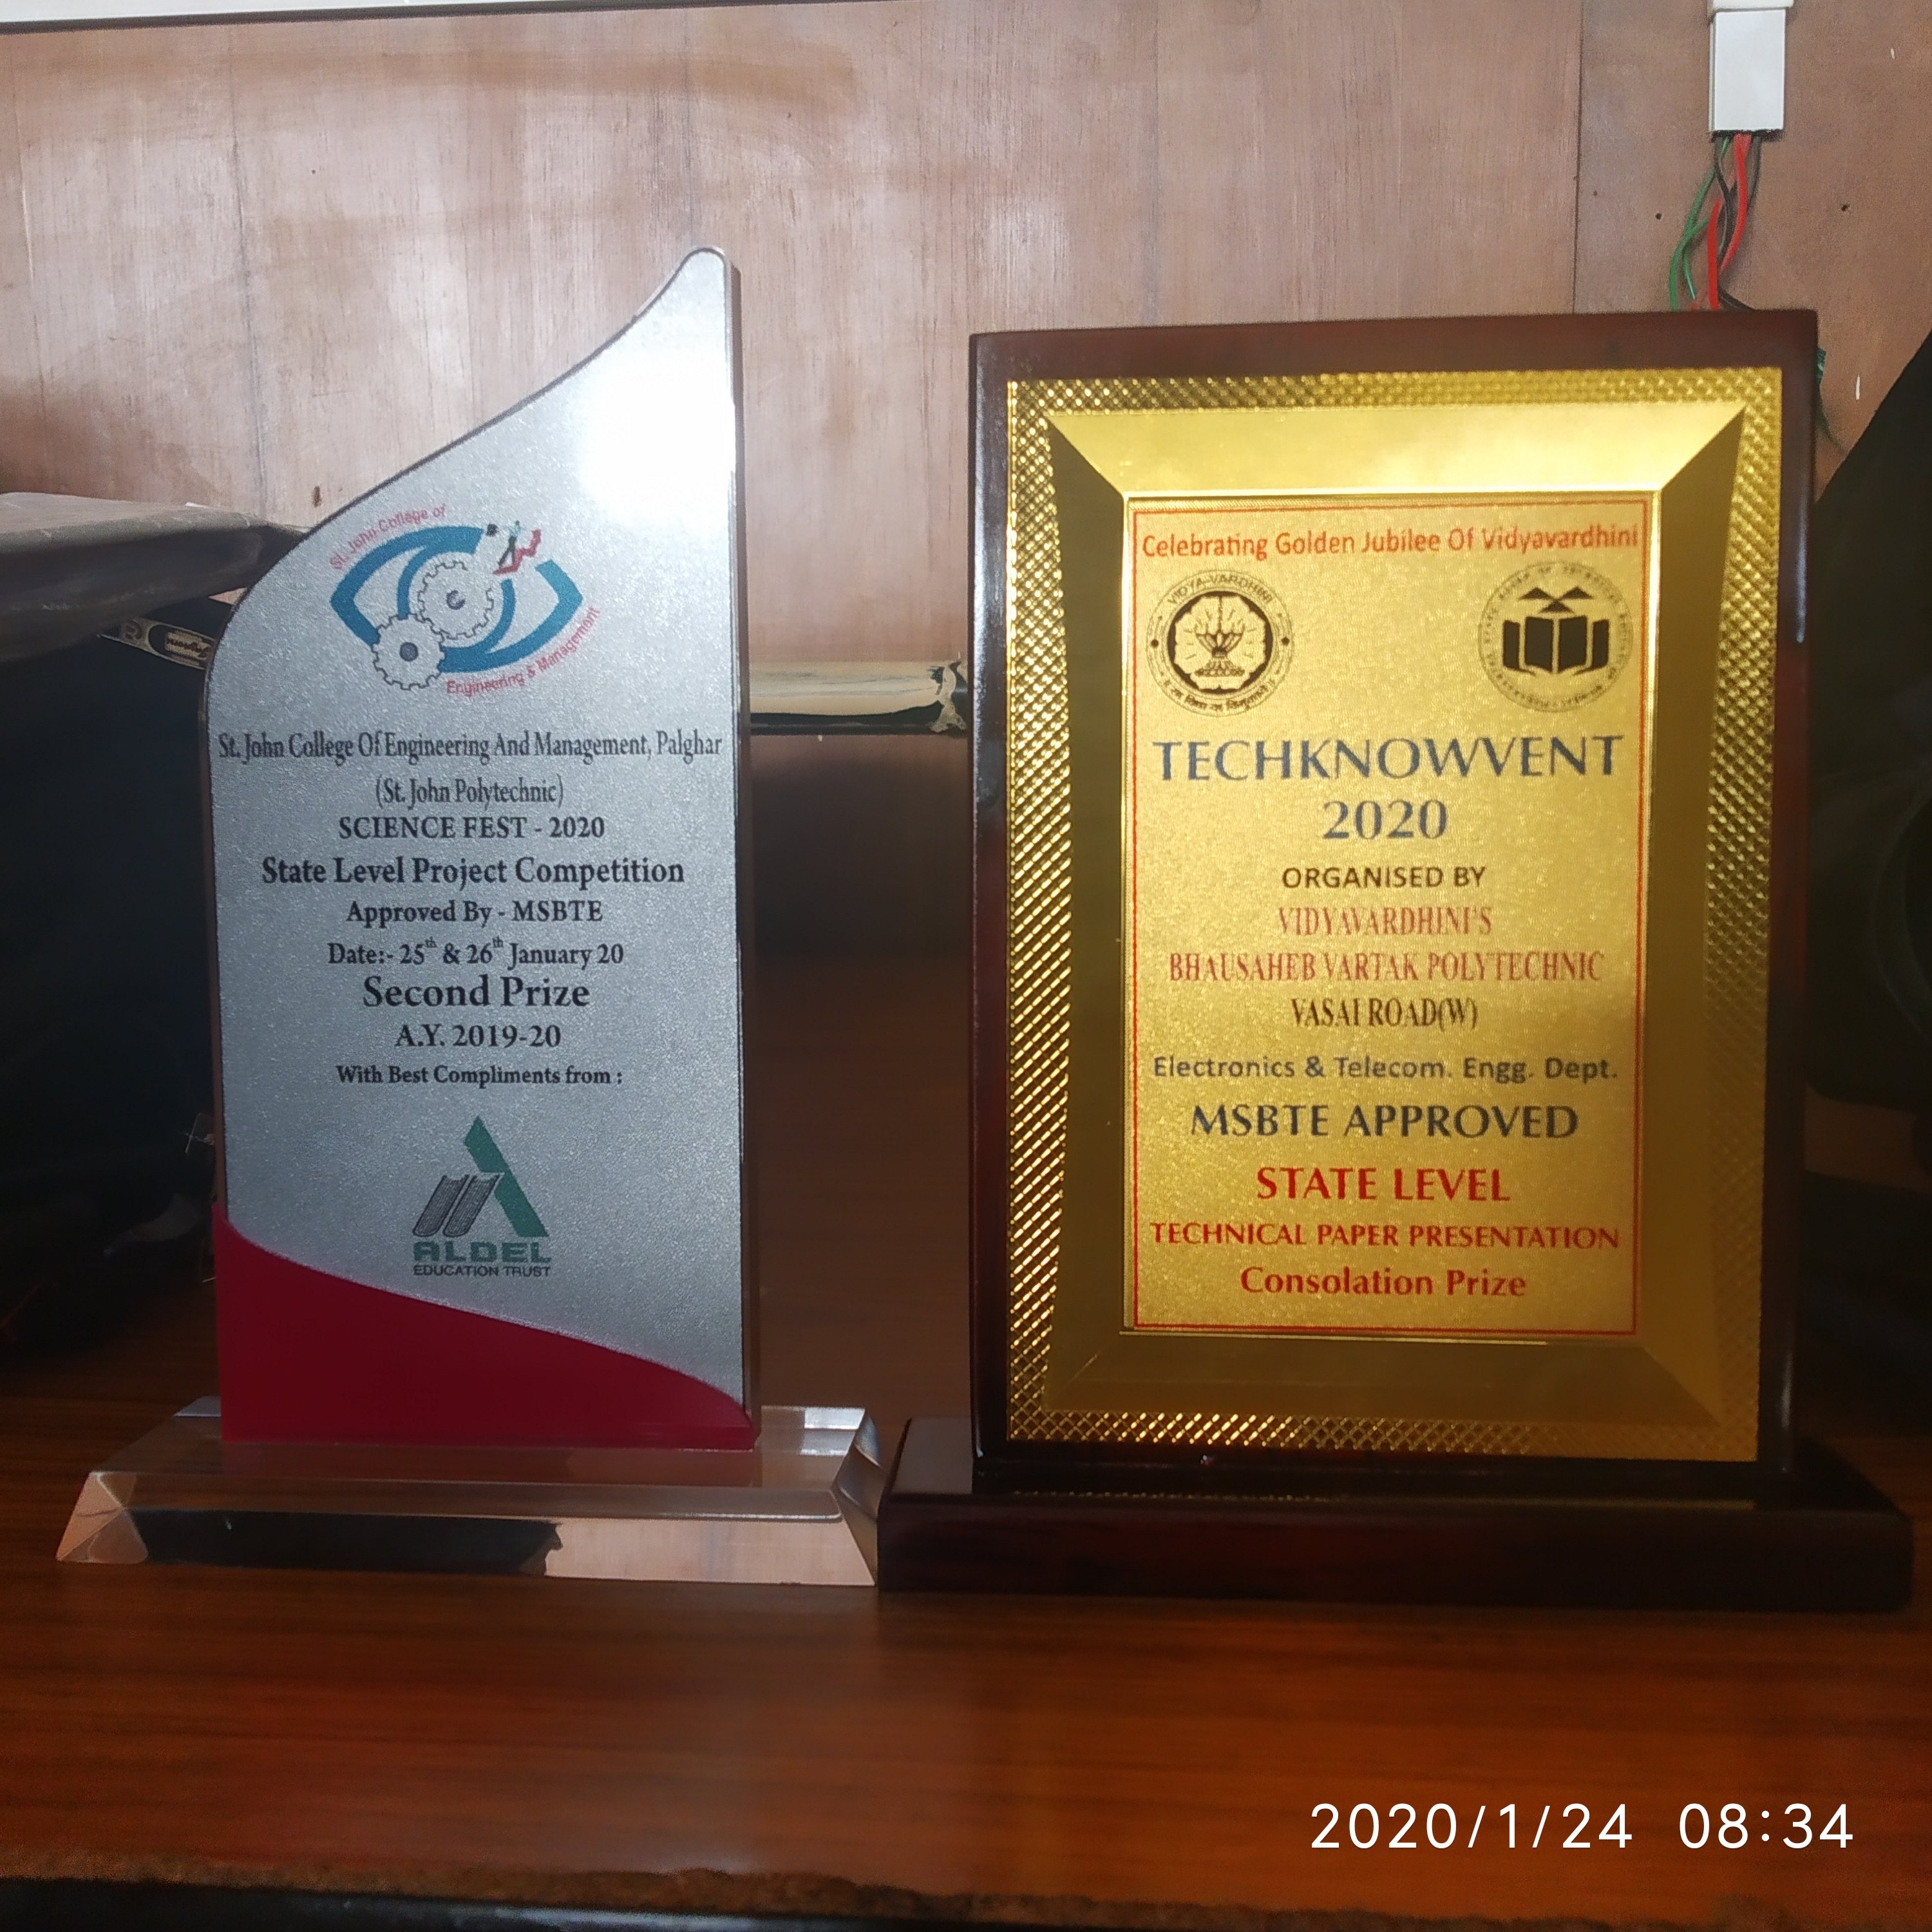 St. John College of
Engineering & Management
St. John College Of Engineering And Management, Palghar
(St. John Polytechnic)
SCIENCE FEST - 2020
State Level Project Competition
Approved By - MSBTE
Date:- 25th & 26th January 20
Second Prize
A.Y. 2019-20
With Best Compliments from :
ALDEL
EDUCATION TRUST
Celebrating Golden Jubilee Of Vidyavardhini
VIDYA-VARDHINI
TECHKNOWVENT
2020
ORGANISED BY
VIDYAVARDHINI'S
BHAUSAHEB VARTAK POLYTECHNIC
VASAI ROAD(W)
Electronics & Telecom. Engg. Dept.
MSBTE APPROVED
STATE LEVEL
TECHNICAL PAPER PRESENTATION
Consolation Prize
2020/1/24 08:34